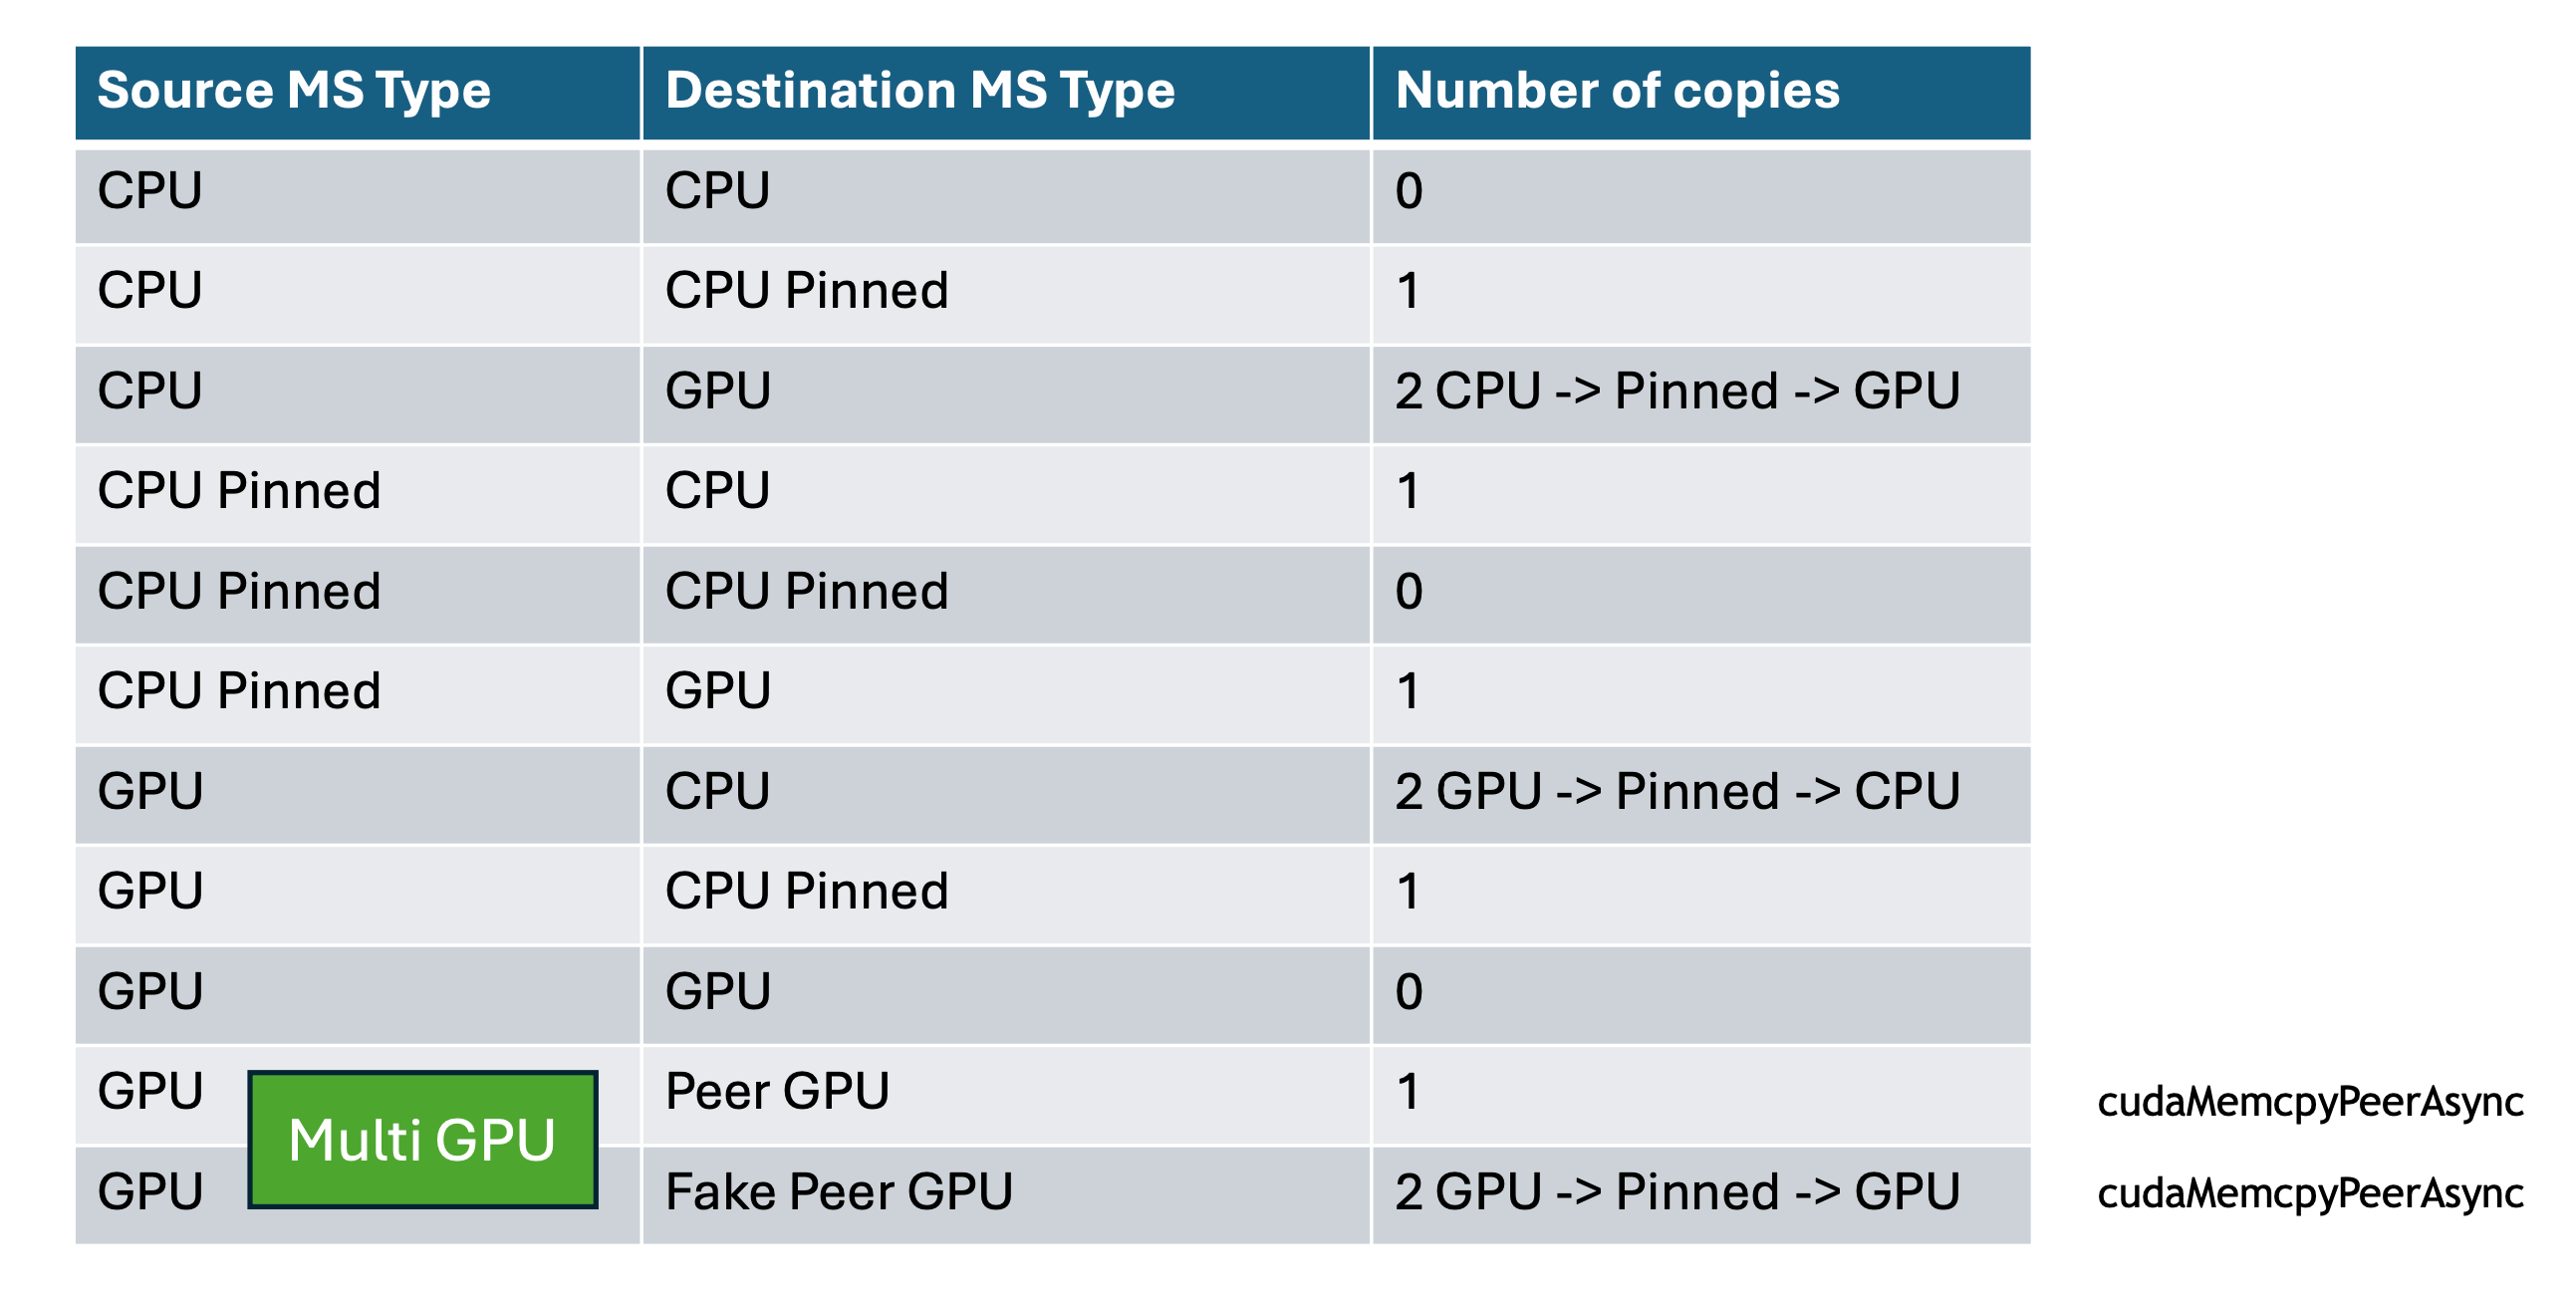 Source MS Type Destination MS Type Number of copies
CPU CPU 0
CPU CPU Pinned 1
CPU GPU 2 CPU -> Pinned -> GPU
CPU Pinned CPU 1
CPU Pinned CPU Pinned 0
CPU Pinned GPU 1
GPU CPU 2 GPU -> Pinned -> CPU
GPU CPU Pinned 1
GPU GPU 0
GPU Peer GPU 1 cudaMemcpyPeerAsync
Multi GPU
GPU Fake Peer GPU 2 GPU -> Pinned -> GPU cudaMemcpyPeerAsync